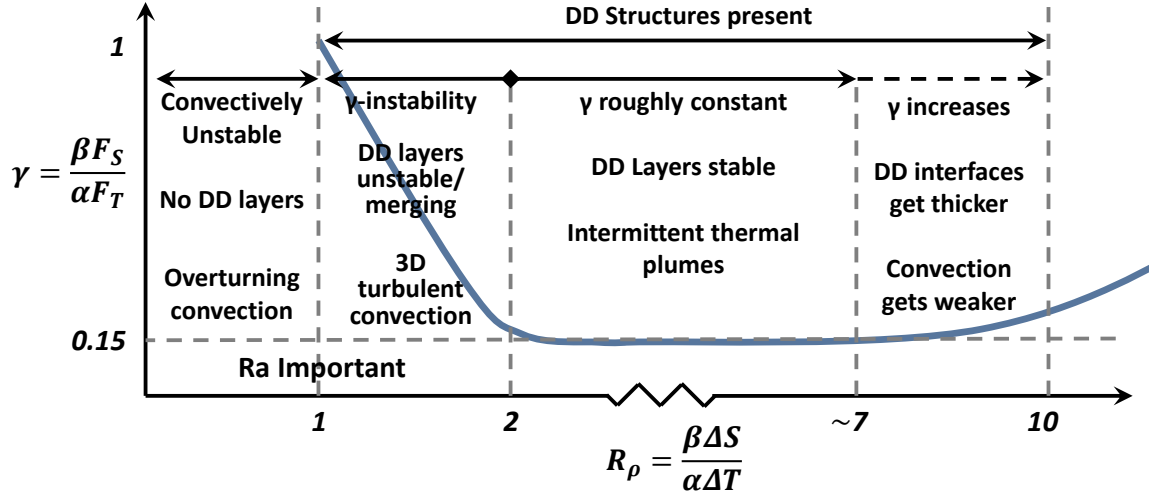 DD Structures present
1
Convectively
Unstable
γ-instability
γ roughly constant
γ increases
γ = βF_S / αF_T
No DD layers
DD layers
unstable/
merging
DD Layers stable
DD interfaces
get thicker
Overturning
convection
3D
turbulent
convection
Intermittent thermal
plumes
Convection
gets weaker
0.15
Ra Important
1
2
~7
10
R_ρ = βΔS / αΔT